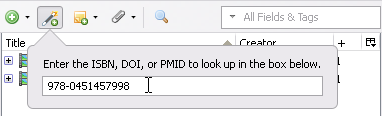 All Fields & Tags
Title
Creator
+
Enter the ISBN, DOI, or PMID to look up in the box below.
978-0451457998